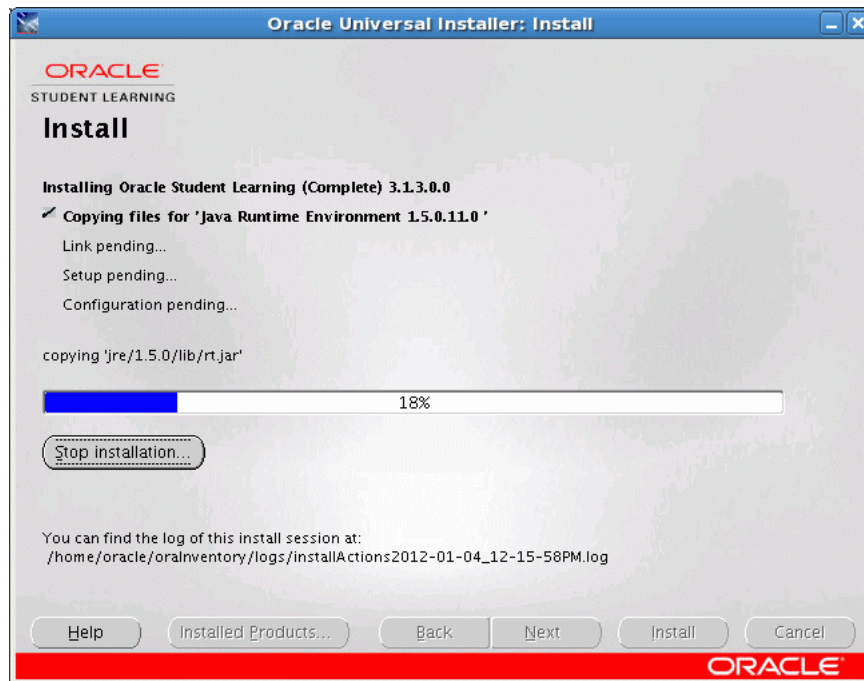 Oracle Universal Installer: Install
ORACLE
STUDENT LEARNING
Install
Installing Oracle Student Learning (Complete) 3.1.3.0.0
Copying files for 'Java Runtime Environment 1.5.0.11.0 '
Link pending...
Setup pending...
Configuration pending...
copying 'jre/1.5.0/lib/rt.jar'
18%
Stop installation...
You can find the log of this install session at:
/home/oracle/oraInventory/logs/installActions2012-01-04_12-15-58PM.log
Help Installed Products... Back Next Install Cancel
ORACLE